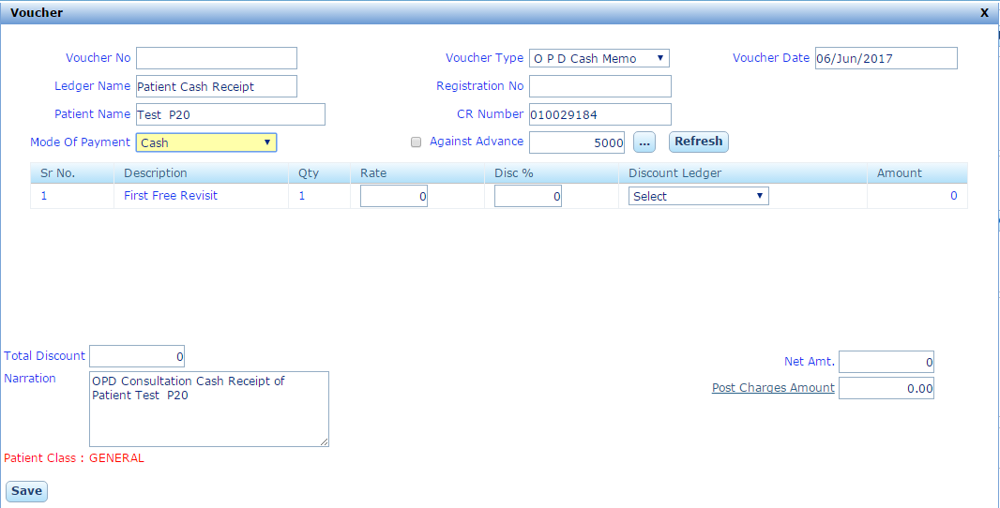 Voucher X
Voucher No Voucher Type O P D Cash Memo Voucher Date 06/Jun/2017
Ledger Name Patient Cash Receipt Registration No
Patient Name Test P20 CR Number 010029184
Mode Of Payment Cash Against Advance 5000 ... Refresh
Sr No. Description Qty Rate Disc % Discount Ledger Amount
1 First Free Revisit 1 0 0 Select 0
Total Discount 0 Net Amt. 0
Narration OPD Consultation Cash Receipt of
Patient Test P20
Post Charges Amount 0.00
Patient Class : GENERAL
Save